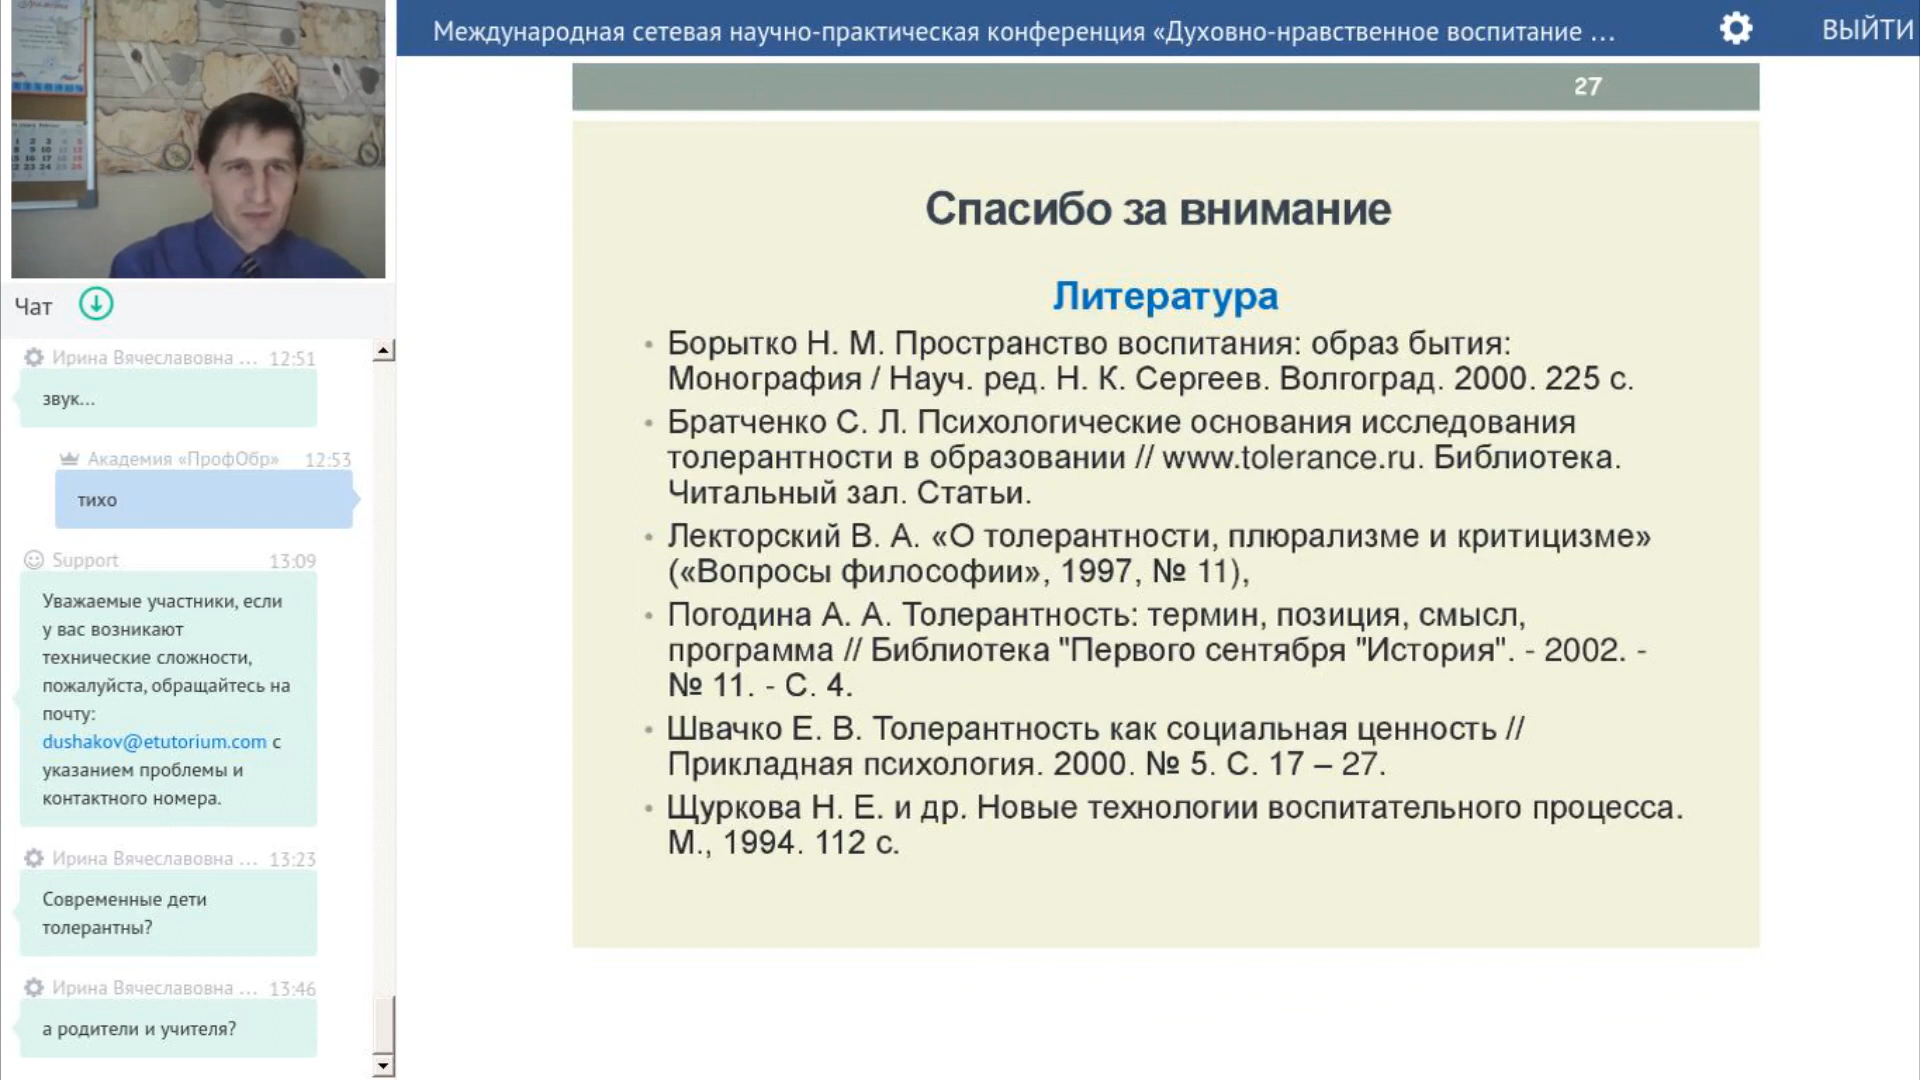 Международная сетевая научно-практическая конференция «Духовно-нравственное воспитание ...
ВЫЙТИ
27
Спасибо за внимание
Литература
• Борытко Н. М. Пространство воспитания: образ бытия:
Монография / Науч. ред. Н. К. Сергеев. Волгоград. 2000. 225 с.
• Братченко С. Л. Психологические основания исследования
толерантности в образовании // www.tolerance.ru. Библиотека.
Читальный зал. Статьи.
• Лекторский В. А. «О толерантности, плюрализме и критицизме»
(«Вопросы философии», 1997, № 11),
• Погодина А. А. Толерантность: термин, позиция, смысл,
программа // Библиотека "Первого сентября "История". - 2002. -
№ 11. - С. 4.
• Швачко Е. В. Толерантность как социальная ценность //
Прикладная психология. 2000. № 5. С. 17 – 27.
• Щуркова Н. Е. и др. Новые технологии воспитательного процесса.
М., 1994. 112 с.
Чат
Ирина Вячеславовна ... 12:51
звук...
Академия «ПрофОбр» 12:53
тихо
Support 13:09
Уважаемые участники, если
у вас возникают
технические сложности,
пожалуйста, обращайтесь на
почту:
dushakov@etutorium.com с
указанием проблемы и
контактного номера.
Ирина Вячеславовна ... 13:23
Современные дети
толерантны?
Ирина Вячеславовна ... 13:46
а родители и учителя?